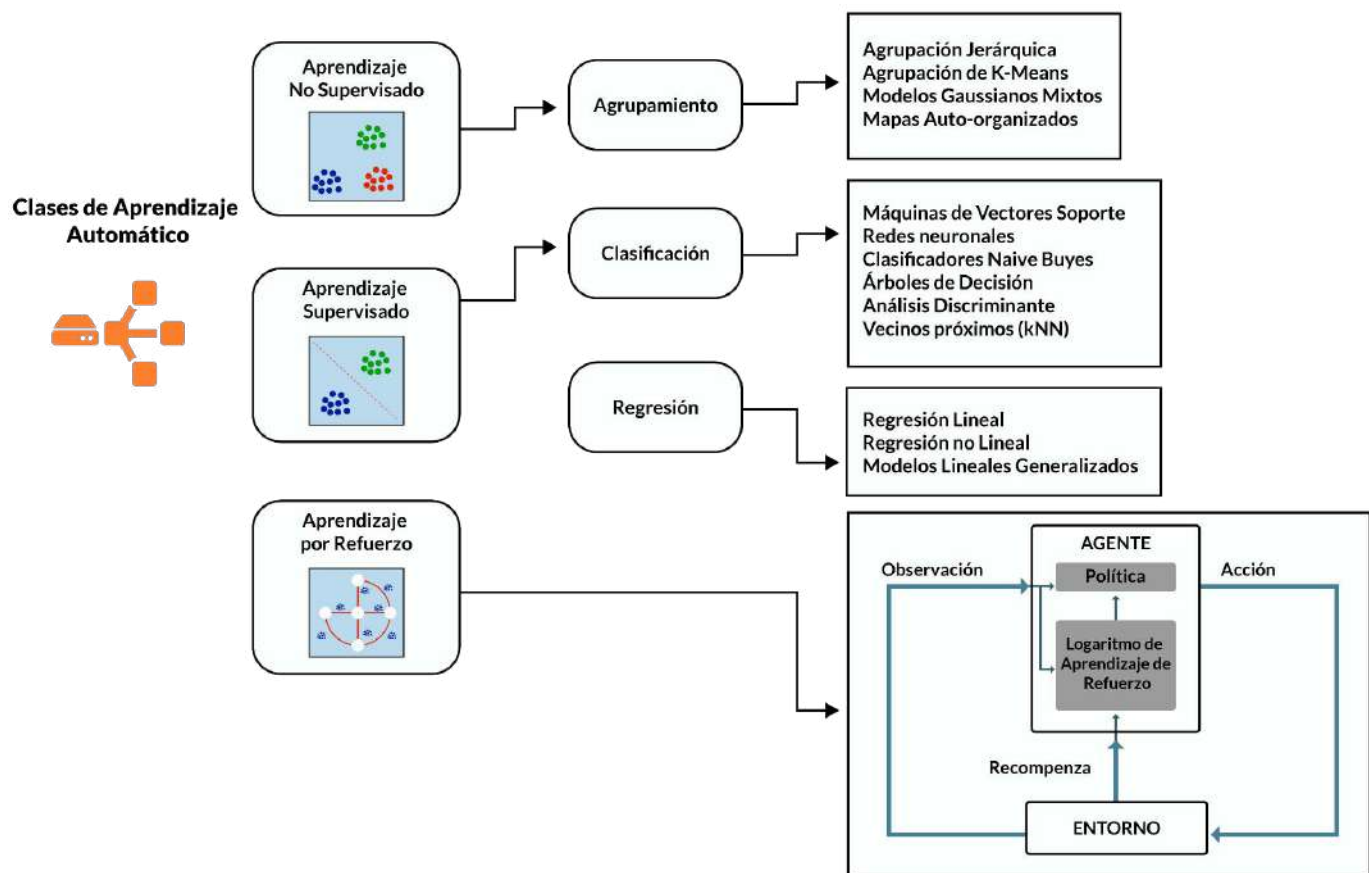 Clases de Aprendizaje
Automático
Aprendizaje
No Supervisado
Agrupamiento
Agrupación Jerárquica
Agrupación de K-Means
Modelos Gaussianos Mixtos
Mapas Auto-organizados
Aprendizaje
Supervisado
Clasificación
Máquinas de Vectores Soporte
Redes neuronales
Clasificadores Naive Buyes
Árboles de Decisión
Análisis Discriminante
Vecinos próximos (kNN)
Regresión
Regresión Lineal
Regresión no Lineal
Modelos Lineales Generalizados
Aprendizaje
por Refuerzo
AGENTE
Observación
Política
Acción
Logaritmo de
Aprendizaje de
Refuerzo
Recompenza
ENTORNO